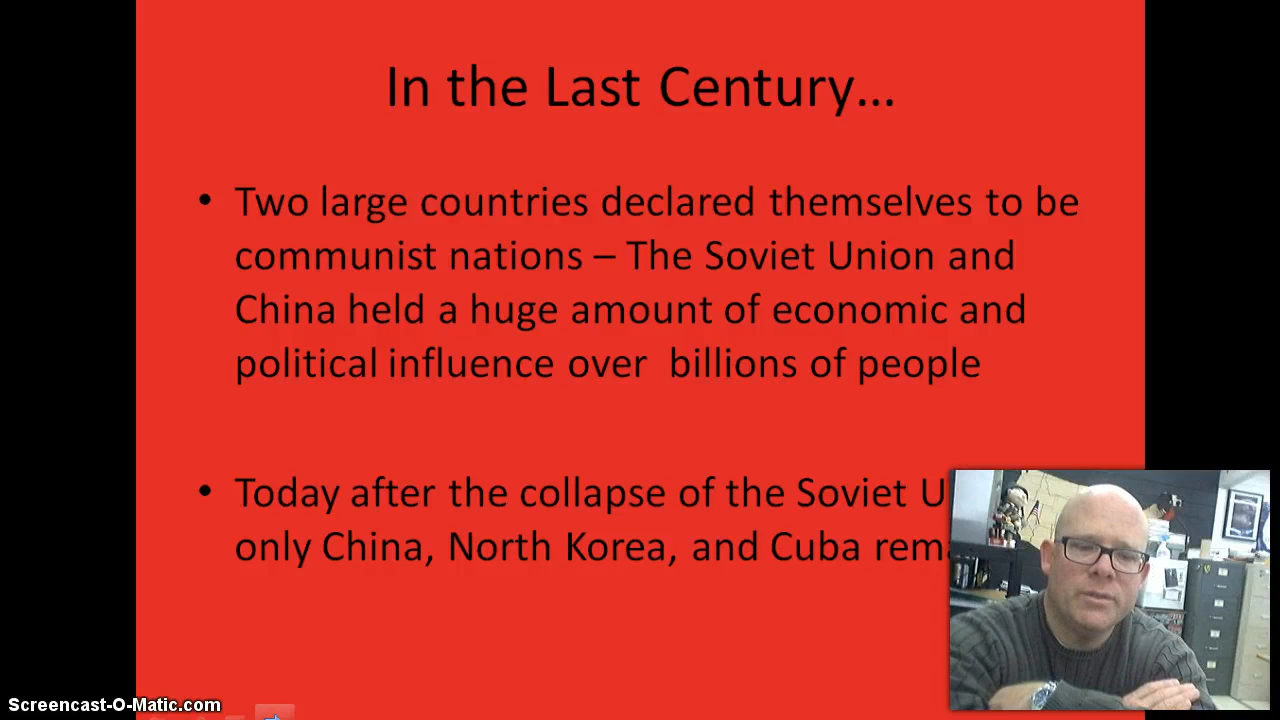 In the Last Century...
• Two large countries declared themselves to be
communist nations – The Soviet Union and
China held a huge amount of economic and
political influence over  billions of people
• Today after the collapse of the Soviet
only China, North Korea, and Cuba
Screencast-O-Matic.com